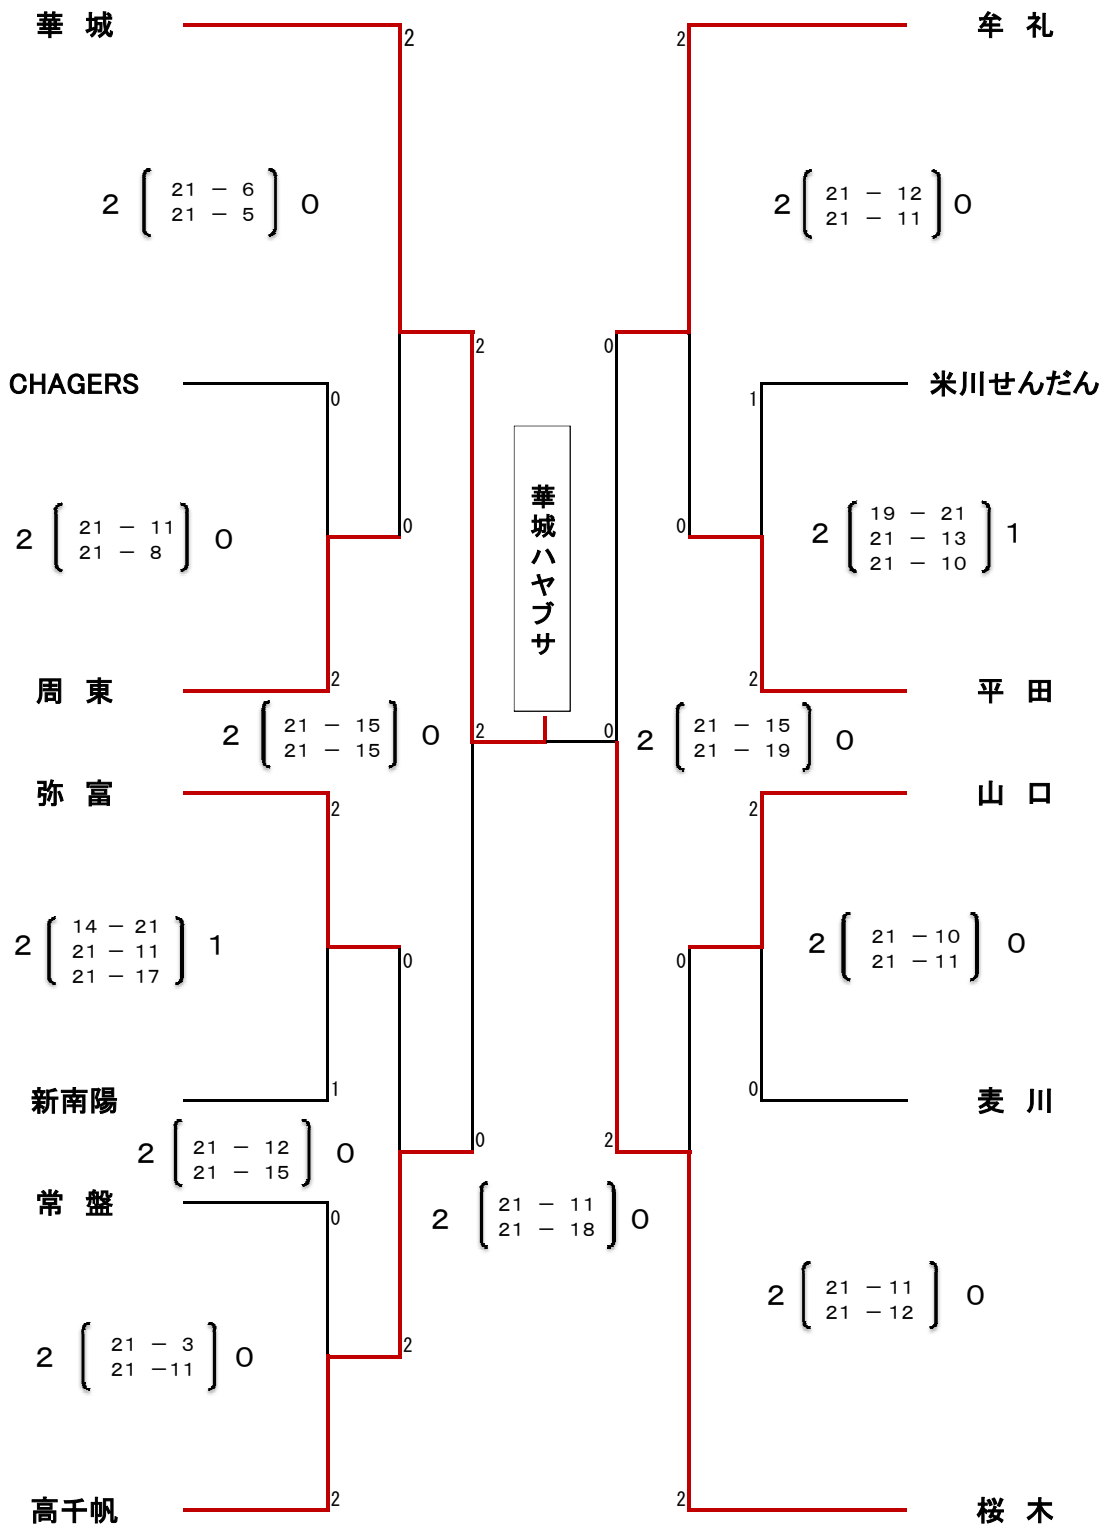 華 城
牟 礼
2
2
2 21 － 6 0
21 － 5
2 21 － 12 0
21 － 11
2
0
CHAGERS
米川せんだん
0
1
華城ハヤブサ
0
0
2 21 － 11 0
21 － 8
2 19 － 21 1
21 － 13
21 － 10
2
2
周 東
平 田
2 21 － 15 0
21 － 15
2
0
2 21 － 15 0
21 － 19
弥 富
山 口
2
2
2 14 － 21 1
21 － 11
21 － 17
2 21 －10 0
21 －11
0
0
1
0
新南陽
麦 川
2 21 － 12 0
21 － 15
0
2
常 盤
0
2 21 － 11 0
21 － 18
2 21 －11 0
21 －12
2 21 － 3 0
21 －11
2
2
2
高千帆
桜 木